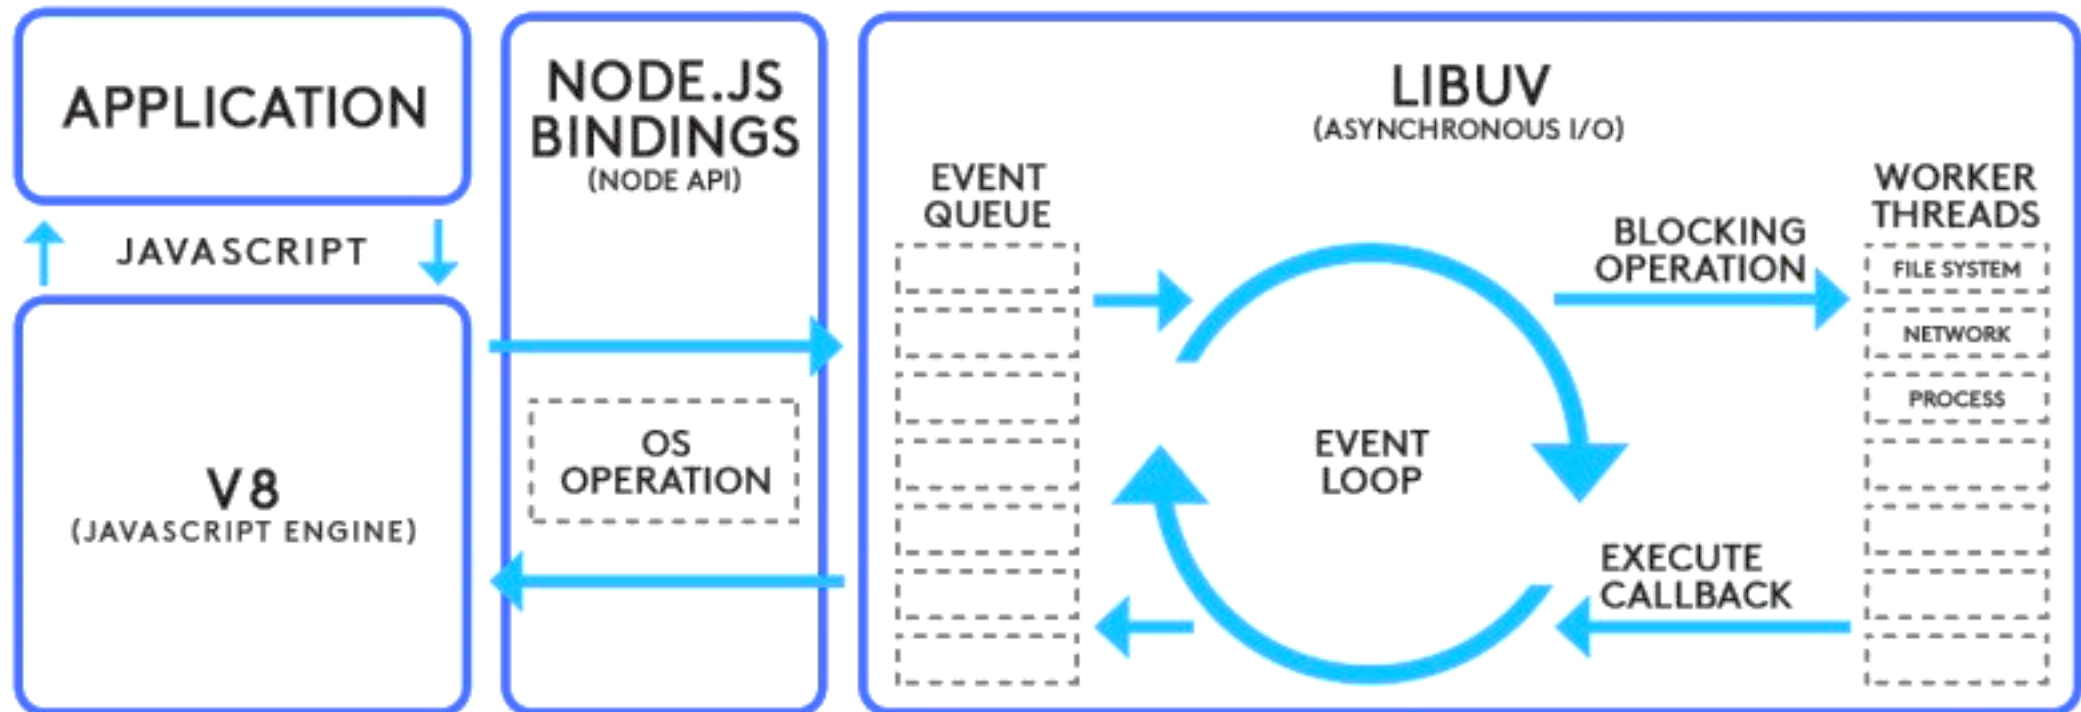 APPLICATION
JAVASCRIPT
V8
(JAVASCRIPT ENGINE)
NODE.JS
BINDINGS
(NODE API)
OS
OPERATION
LIBUV
(ASYNCHRONOUS I/O)
EVENT
QUEUE
EVENT
LOOP
BLOCKING
OPERATION
EXECUTE
CALLBACK
WORKER
THREADS
FILE SYSTEM
NETWORK
PROCESS